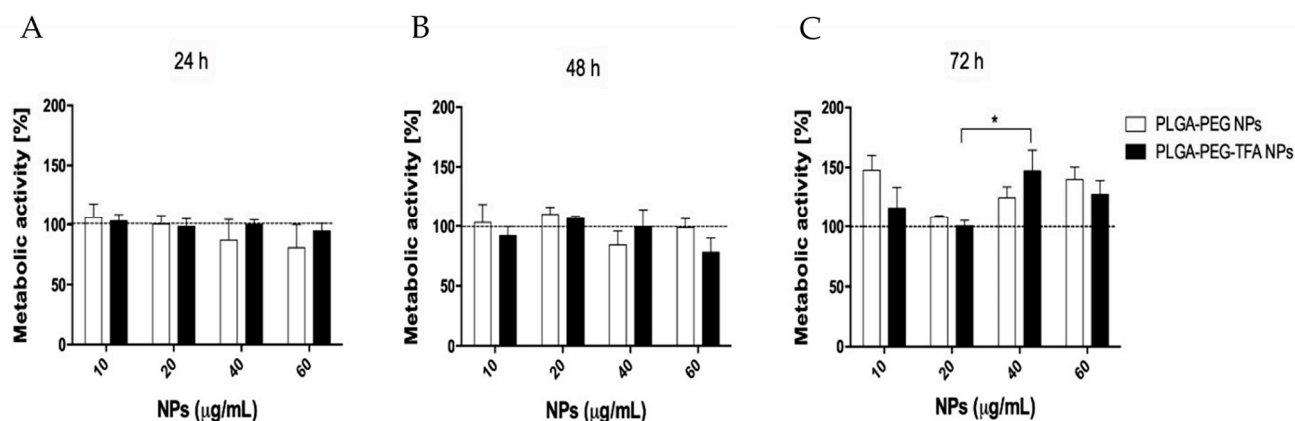 A
24 h
Metabolic activity [%]
200
150
100
50
0
10
20
40
60
NPs (μg/mL)
B
48 h
Metabolic activity [%]
200
150
100
50
0
10
20
40
60
NPs (μg/mL)
C
72 h
Metabolic activity [%]
200
150
100
50
0
*
10
20
40
60
NPs (μg/mL)
PLGA-PEG NPs
PLGA-PEG-TFA NPs